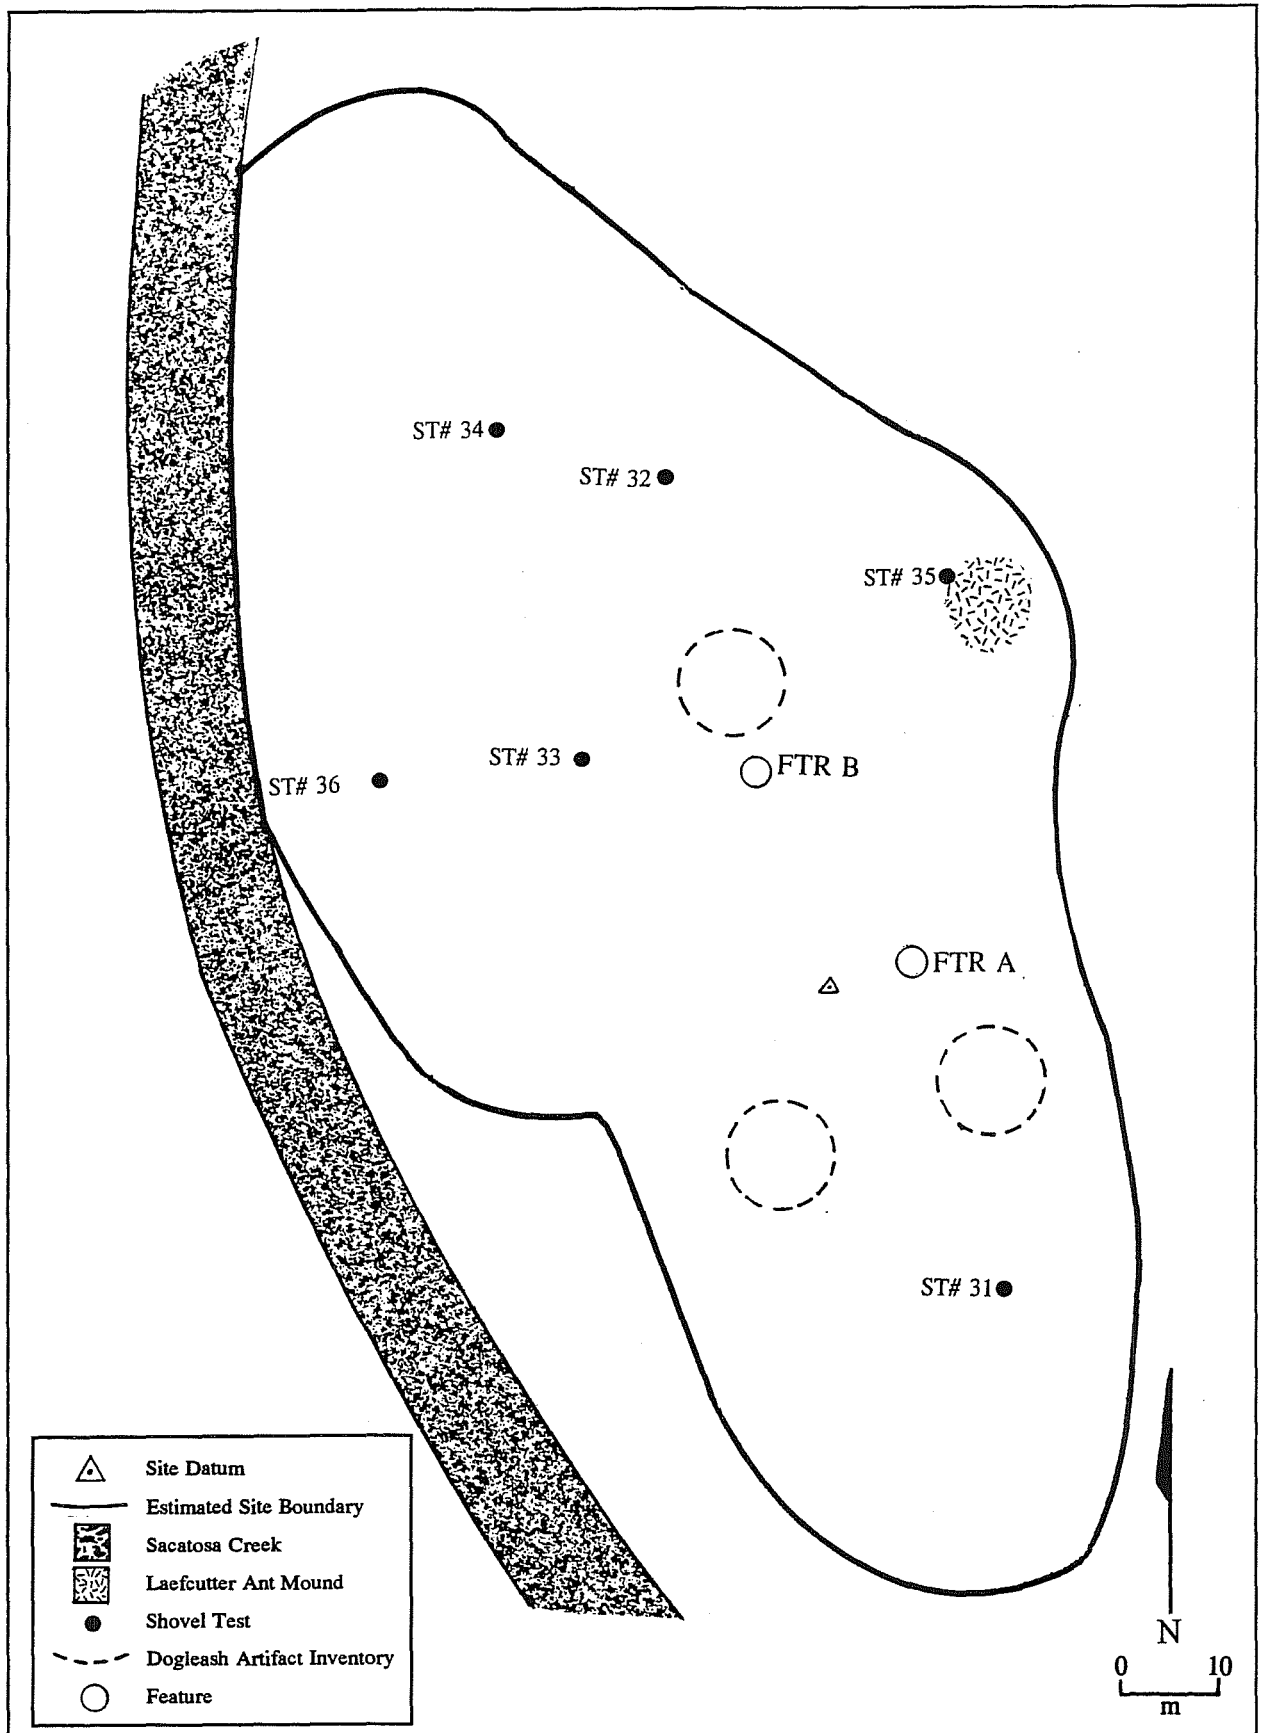 ST# 34
ST# 32
ST# 35
ST# 33
FTR B
ST# 36
FTR A
ST# 31
Site Datum
Estimated Site Boundary
Sacatosa Creek
Laefcutter Ant Mound
Shovel Test
Dogleash Artifact Inventory
Feature
N
0 10
m